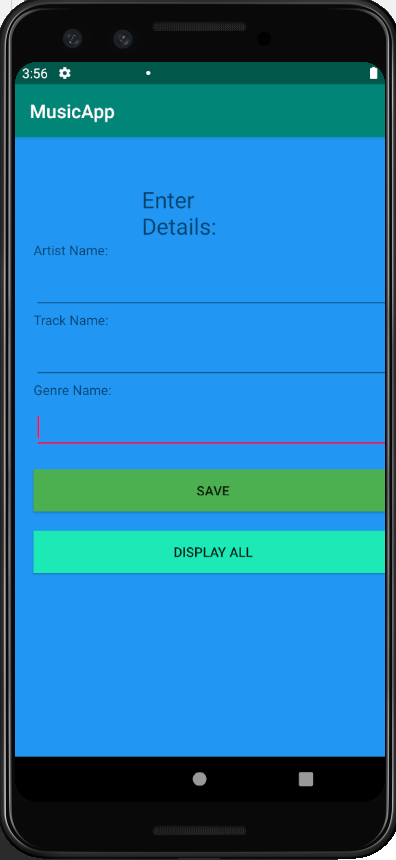 3:56
MusicApp
Enter
Details:
Artist Name:
Track Name:
Genre Name:
SAVE
DISPLAY ALL